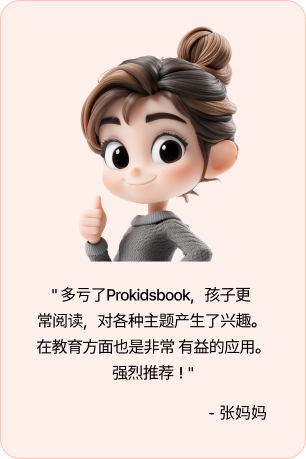 "多亏了Prokidsbook，孩子更
常阅读，对各种主题产生了兴趣。
在教育方面也是非常 有益的应用。
强烈推荐！"
- 张妈妈